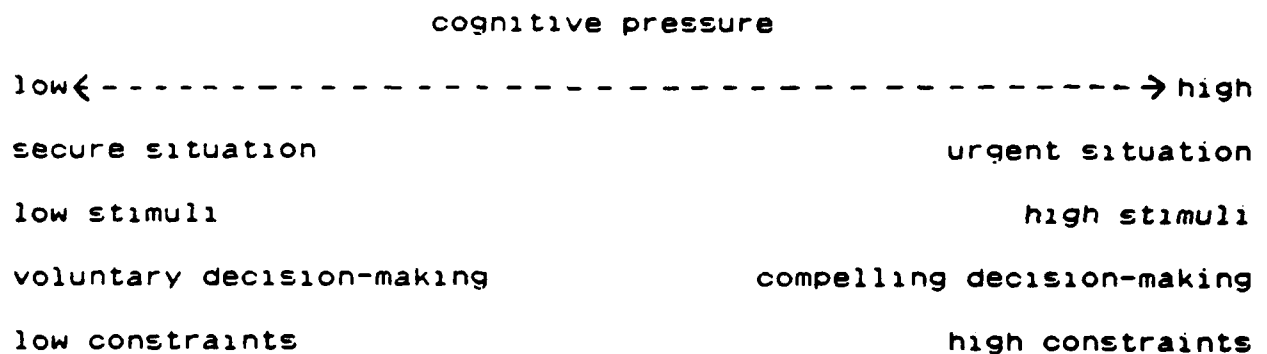 cognitive pressure
low <- - - - - - - - - - - - - - - - - - - - - - - - - - - - - - - - - - -> high
secure situation urgent situation
low stimuli high stimuli
voluntary decision-making compelling decision-making
low constraints high constraints